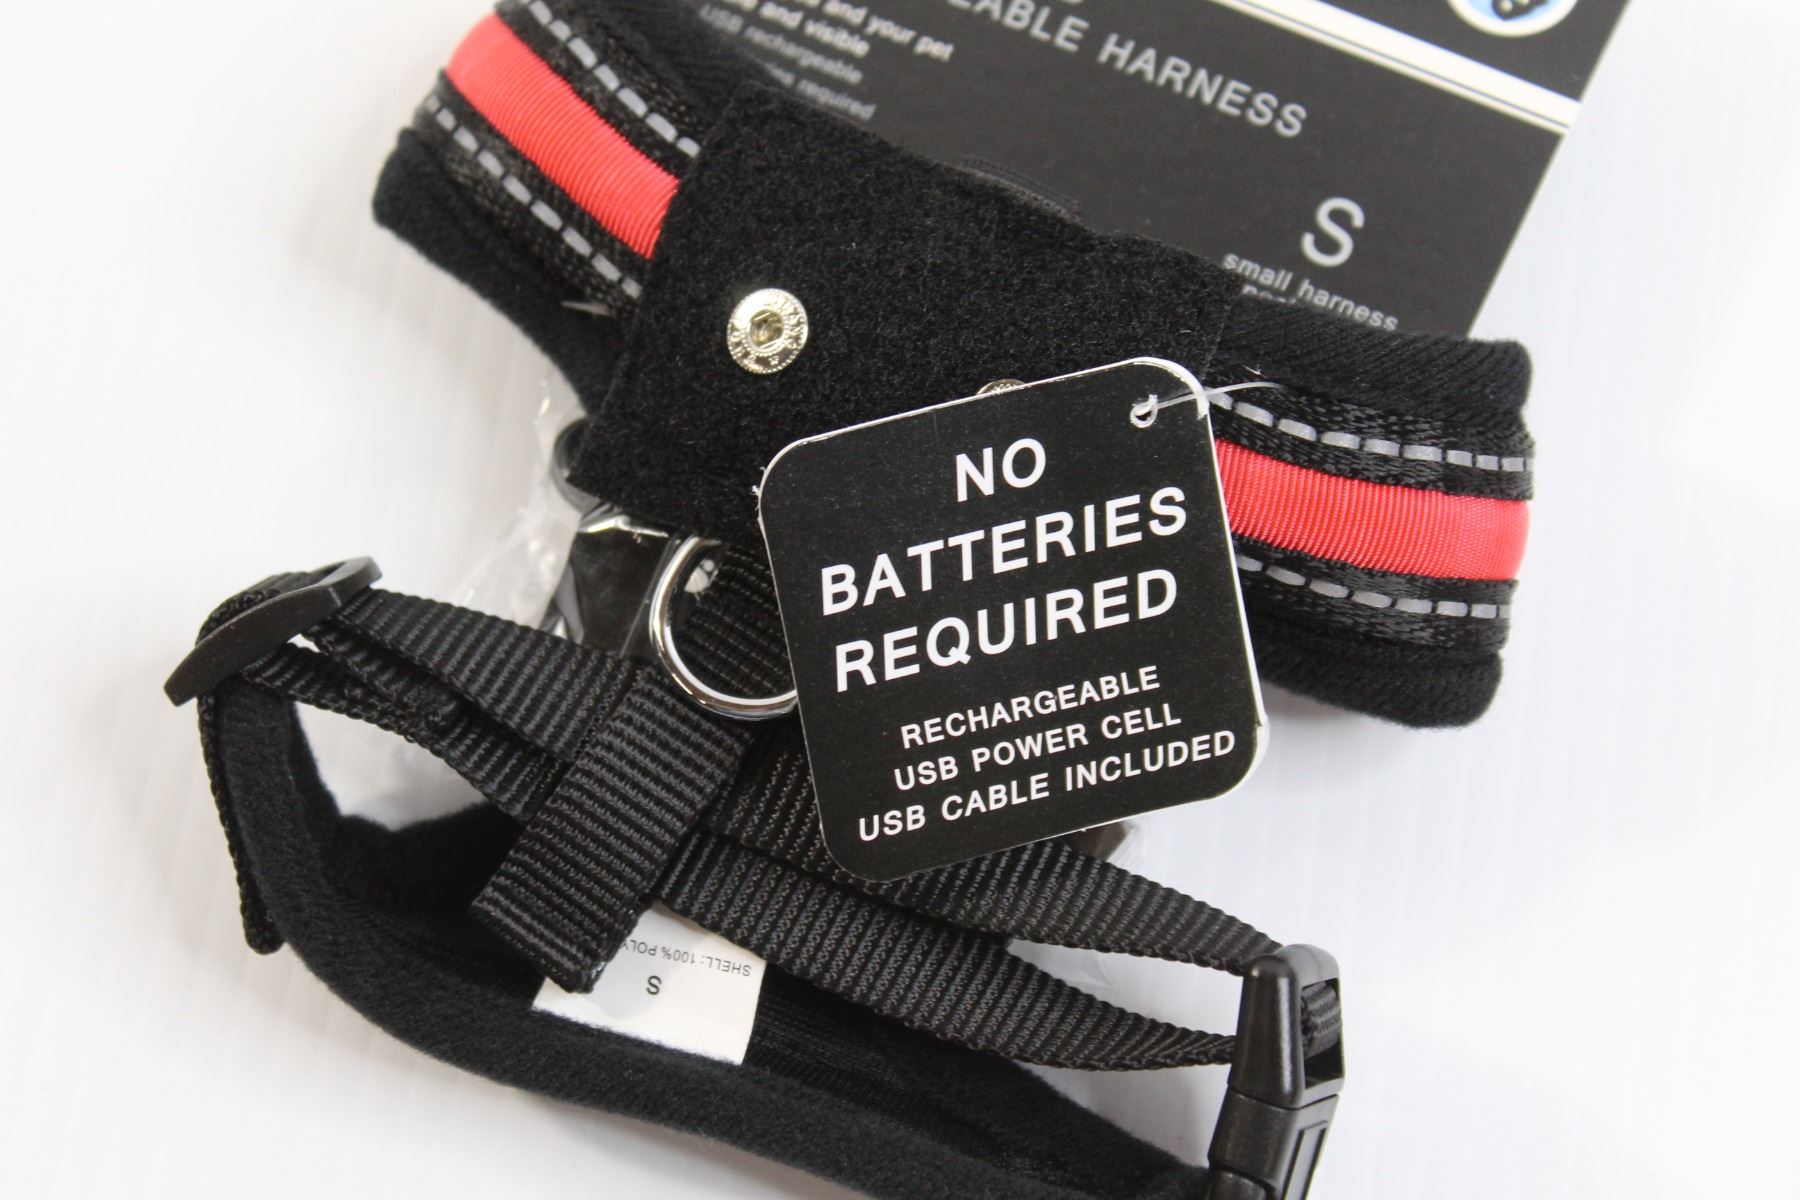 and your pet
and visible
USB rechargeable
required
HARNESS
S
small harness
NO
BATTERIES
REQUIRED
RECHARGEABLE
USB POWER CELL
USB CABLE INCLUDED
SHELL: 100% POLY
S